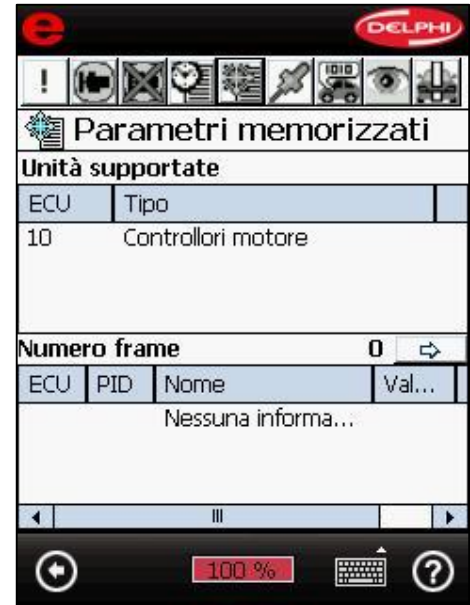 e DELPHI
!
1010
Parametri memorizzati
Unità supportate
ECU Tipo
10 Controllori motore
Numero frame 0
ECU PID Nome Val...
Nessuna informa...
100 %
?